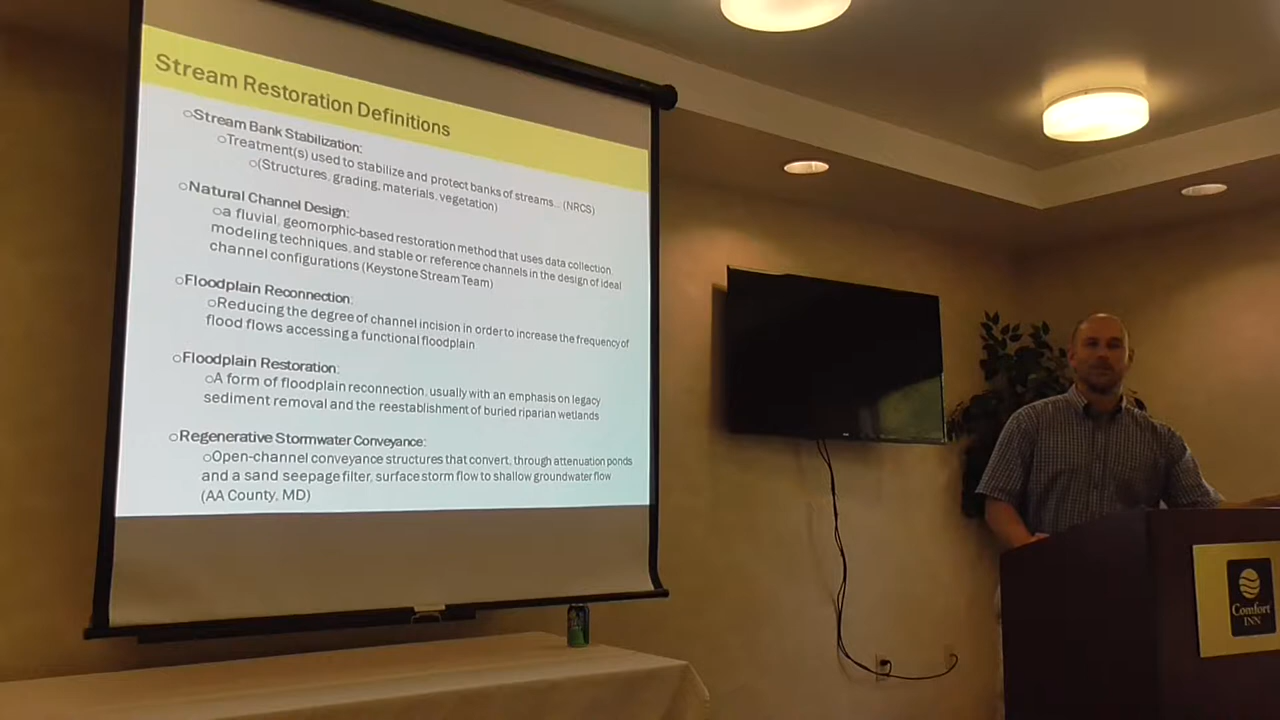 Stream Restoration Definitions
○Stream Bank Stabilization:
○Treatment(s) used to stabilize and protect banks of streams... (NRCS)
○(Structures, grading, materials, vegetation)
○Natural Channel Design:
○a fluvial, geomorphic-based restoration method that uses data collection,
modeling techniques, and stable or reference channels in the design of ideal
channel configurations (Keystone Stream Team)
○Floodplain Reconnection:
○Reducing the degree of channel incision in order to increase the frequency of
flood flows accessing a functional floodplain
○Floodplain Restoration:
○A form of floodplain reconnection, usually with an emphasis on legacy
sediment removal and the reestablishment of buried riparian wetlands
○Regenerative Stormwater Conveyance:
○Open-channel conveyance structures that convert, through attenuation ponds
and a sand seepage filter, surface storm flow to shallow groundwater flow
(AA County, MD)
Comfort
INN